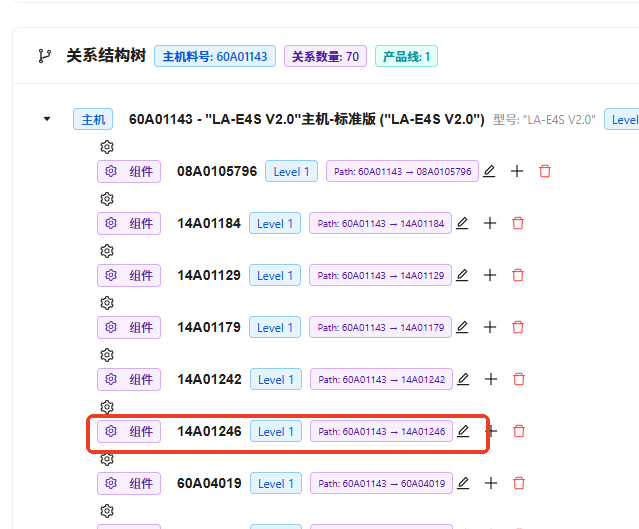 关系结构树 主机料号: 60A01143 关系数量: 70 产品线: 1
主机 60A01143 - "LA-E4S V2.0"主机-标准版 ("LA-E4S V2.0") 型号: "LA-E4S V2.0" Level
组件 08A0105796 Level 1 Path: 60A01143 → 08A0105796
组件 14A01184 Level 1 Path: 60A01143 → 14A01184
组件 14A01129 Level 1 Path: 60A01143 → 14A01129
组件 14A01179 Level 1 Path: 60A01143 → 14A01179
组件 14A01242 Level 1 Path: 60A01143 → 14A01242
组件 14A01246 Level 1 Path: 60A01143 → 14A01246
组件 60A04019 Level 1 Path: 60A01143 → 60A04019